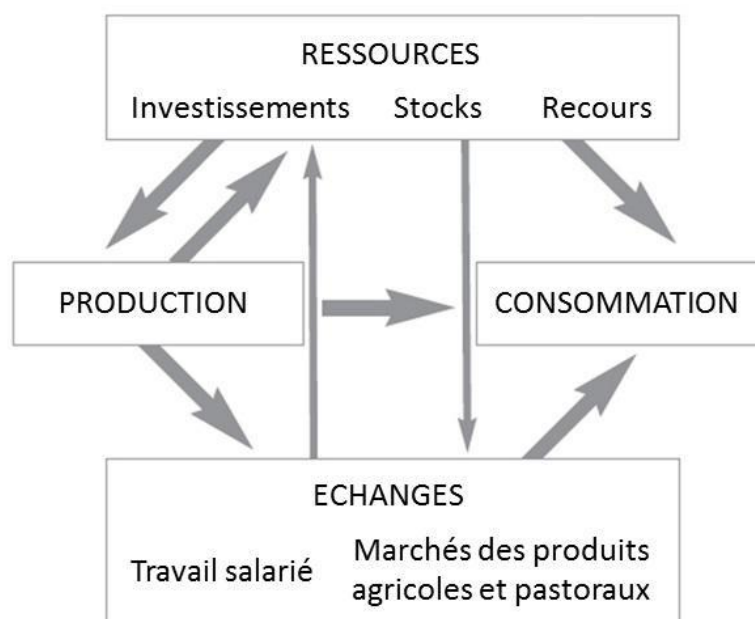 RESSOURCES
Investissements Stocks Recours
PRODUCTION
CONSOMMATION
ECHANGES
Travail salarié
Marchés des produits
agricoles et pastoraux